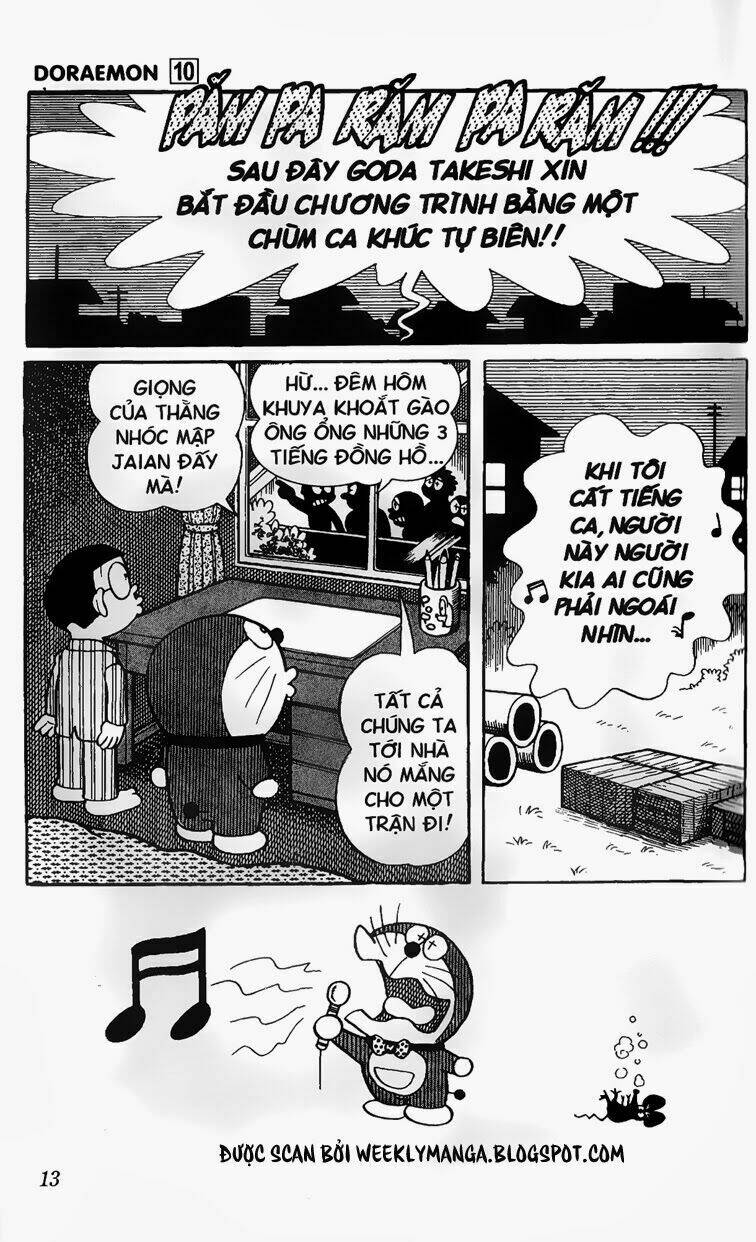 DORAEMON 10
PẮM PA RĂM PA RĂM!!!
SAU ĐÂY GODA TAKESHI XIN
BẮT ĐẦU CHƯƠNG TRÌNH BẰNG MỘT
CHÙM CA KHÚC TỰ BIÊN!!
GIỌNG
CỦA THẰNG
NHÓC MẬP
JAIAN ĐẤY
MÀ!
HỪ... ĐÊM HÔM
KHUYA KHOẮT GÀO
ÔNG ỔNG NHỮNG 3
TIẾNG ĐỒNG HỒ...
TẤT CẢ
CHÚNG TA
TỚI NHÀ
NÓ MẮNG
CHO MỘT
TRẬN ĐI!
KHI TÔI
CẤT TIẾNG
CA, NGƯỜI
NÀY NGƯỜI
KIA AI CŨNG
PHẢI NGOÁI
NHÌN...
ĐƯỢC SCAN BỞI WEEKLYMANGA.BLOGSPOT.COM
13